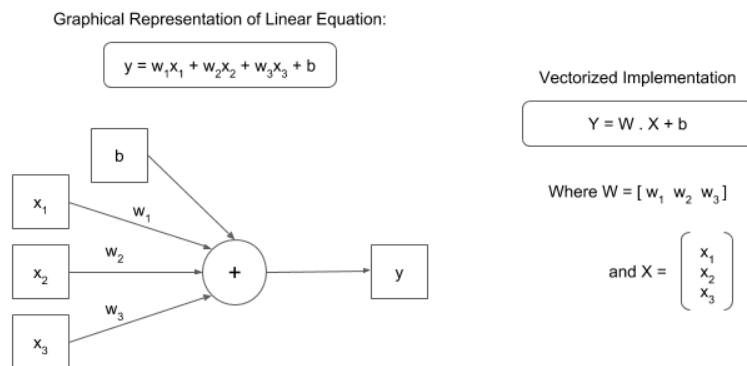 Graphical Representation of Linear Equation:
y = w₁x₁ + w₂x₂ + w₃x₃ + b
b
x₁
w₁
x₂
w₂
+
y
w₃
x₃
Vectorized Implementation
Y = W . X + b
Where W = [ w₁ w₂ w₃ ]
and X =
x₁
x₂
x₃